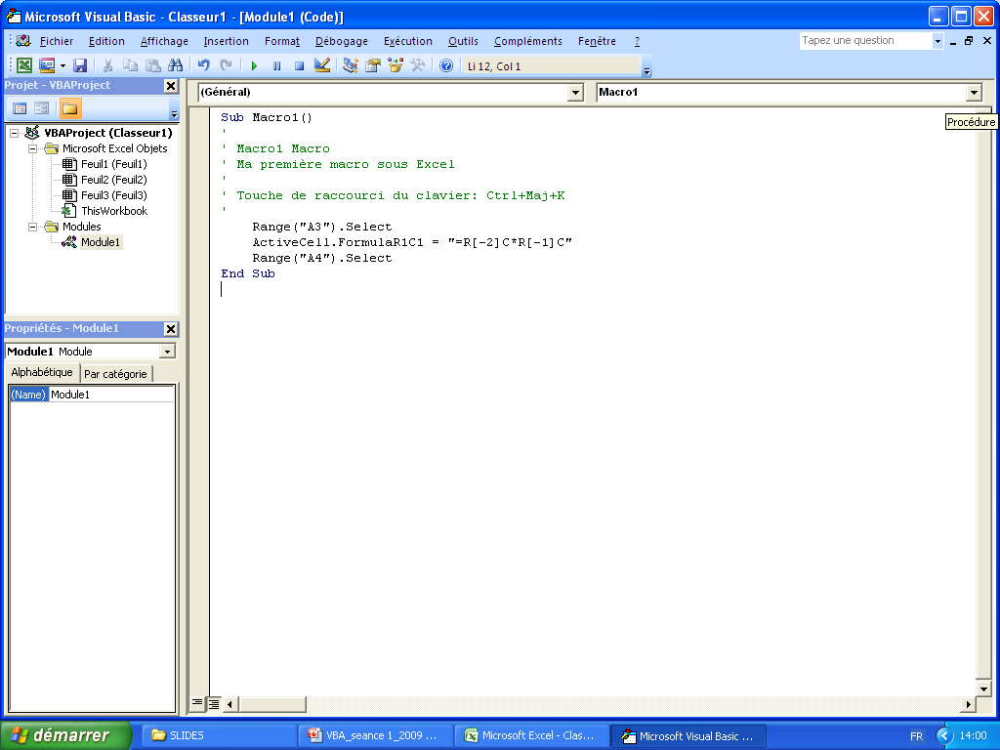 Microsoft Visual Basic - Classeur1 - [Module1 (Code)]
Fichier Edition Affichage Insertion Format Débogage Exécution Outils Compléments Fenêtre ? Tapez une question
Li 12, Col 1
Projet - VBAProject
(Général) Macro1
Procédure
VBAProject (Classeur1)
Microsoft Excel Objets
Feuil1 (Feuil1)
Feuil2 (Feuil2)
Feuil3 (Feuil3)
ThisWorkbook
Modules
Module1
Sub Macro1()
'
' Macro1 Macro
' Ma première macro sous Excel
'
' Touche de raccourci du clavier: Ctrl+Maj+K
'
Range("A3").Select
ActiveCell.FormulaR1C1 = "=R[-2]C*R[-1]C"
Range("A4").Select
End Sub
Propriétés - Module1
Module1 Module
Alphabétique Par catégorie
(Name) Module1
démarrer SLIDES VBA_seance 1_2009 ... Microsoft Excel - Clas... Microsoft Visual Basic ... FR 14:00